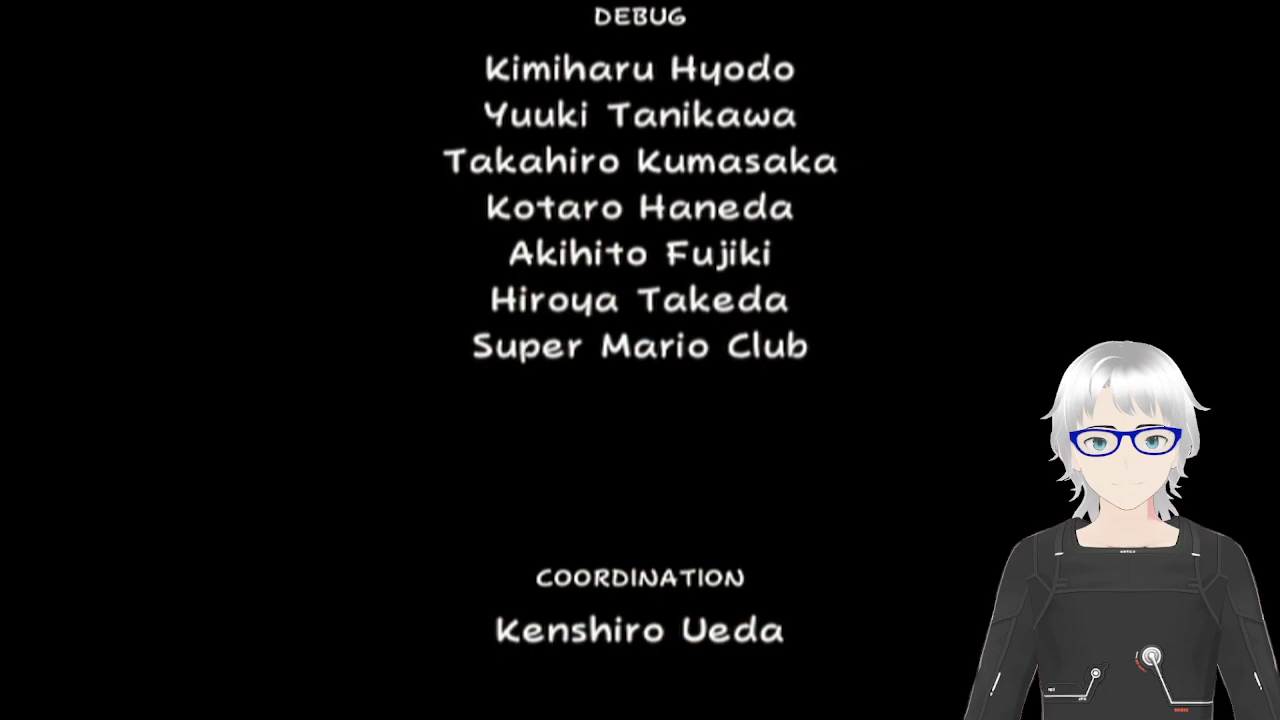 DEBUG
Kimiharu Hyodo
Yuuki Tanikawa
Takahiro Kumasaka
Kotaro Haneda
Akihito Fujiki
Hiroya Takeda
Super Mario Club
COORDINATION
Kenshiro Ueda